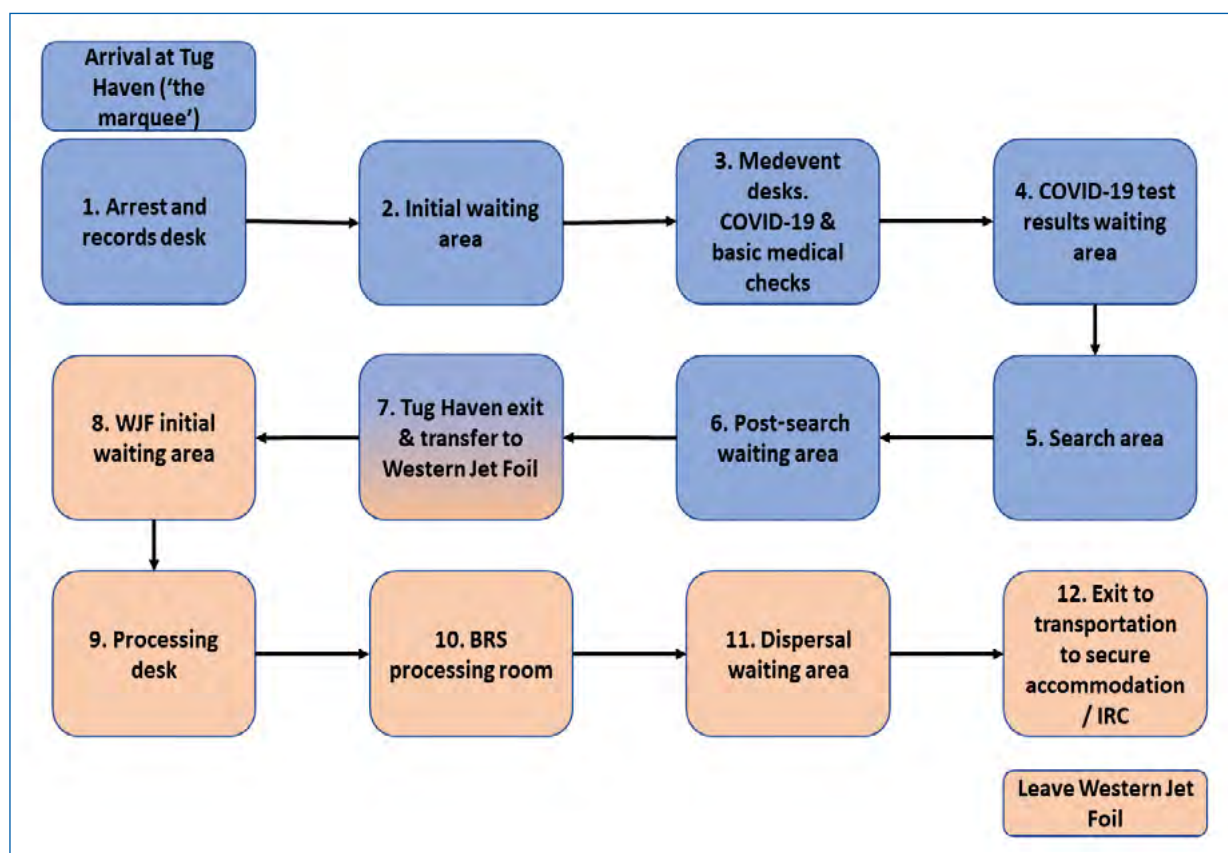 Arrival at Tug
Haven (‘the
marquee’)
1. Arrest and
records desk
2. Initial waiting
area
3. Medevent
desks.
COVID-19 &
basic medical
checks
4. COVID-19 test
results waiting
area
5. Search area
6. Post-search
waiting area
7. Tug Haven exit
& transfer to
Western Jet Foil
8. WJF initial
waiting area
9. Processing
desk
10. BRS
processing room
11. Dispersal
waiting area
12. Exit to
transportation
to secure
accommodation
/ IRC
Leave Western Jet
Foil